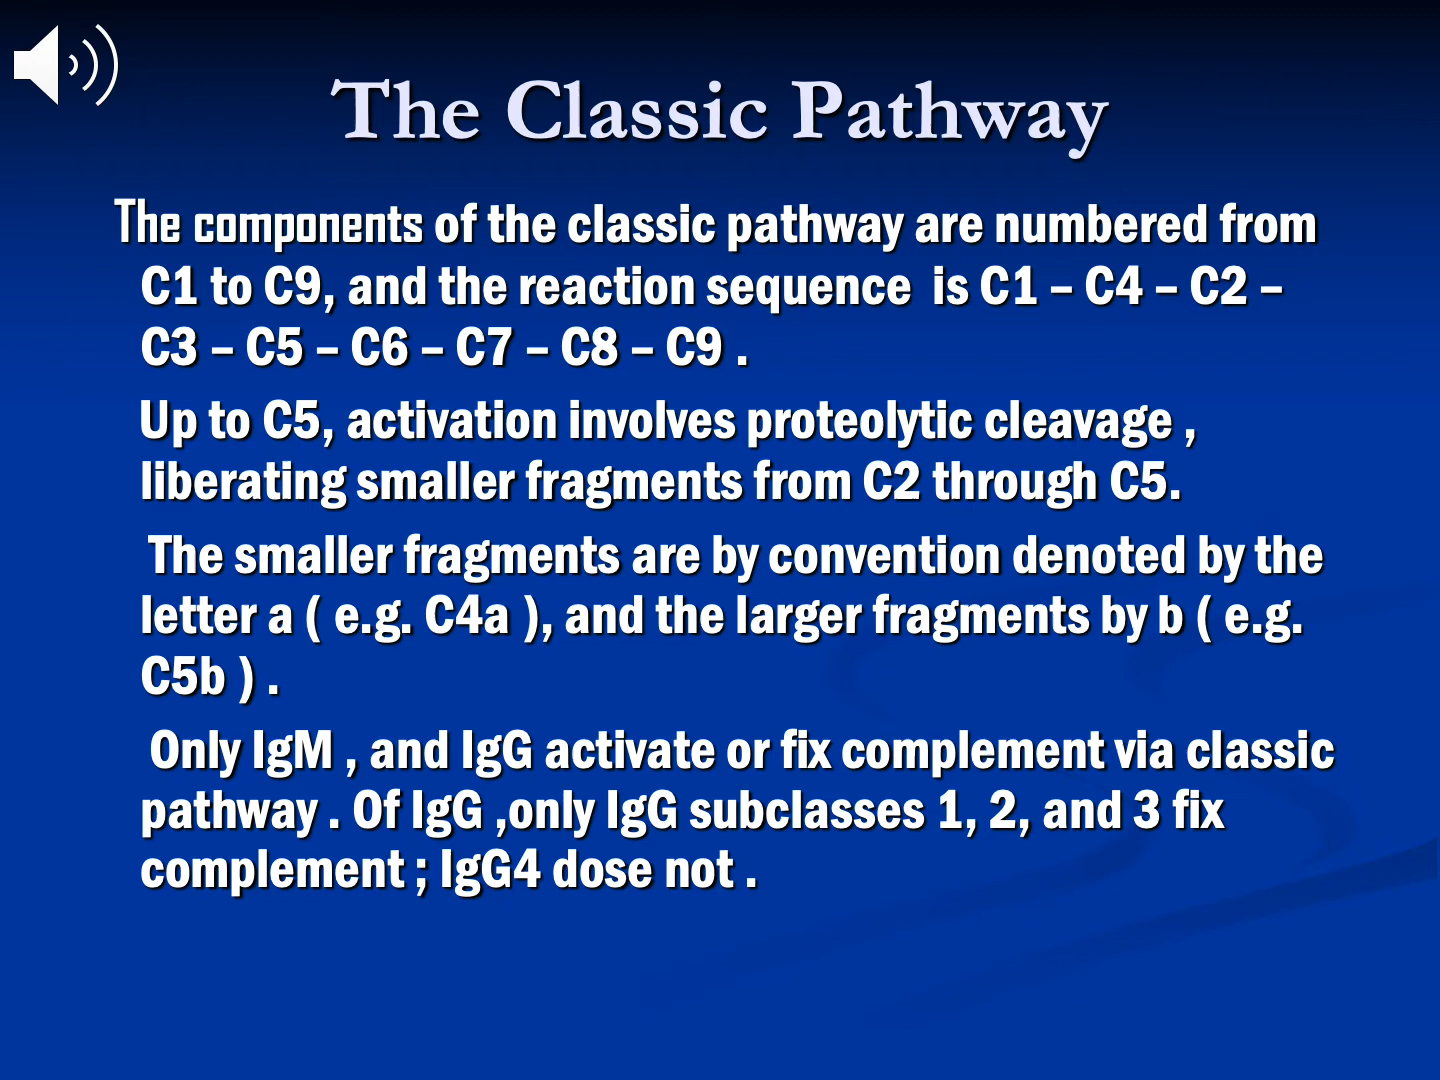 The Classic Pathway
The components of the classic pathway are numbered from
C1 to C9, and the reaction sequence  is C1 – C4 – C2 –
C3 – C5 – C6 – C7 – C8 – C9 .
Up to C5, activation involves proteolytic cleavage ,
liberating smaller fragments from C2 through C5.
The smaller fragments are by convention denoted by the
letter a ( e.g. C4a ), and the larger fragments by b ( e.g.
C5b ) .
Only IgM , and IgG activate or fix complement via classic
pathway . Of IgG ,only IgG subclasses 1, 2, and 3 fix
complement ; IgG4 dose not .